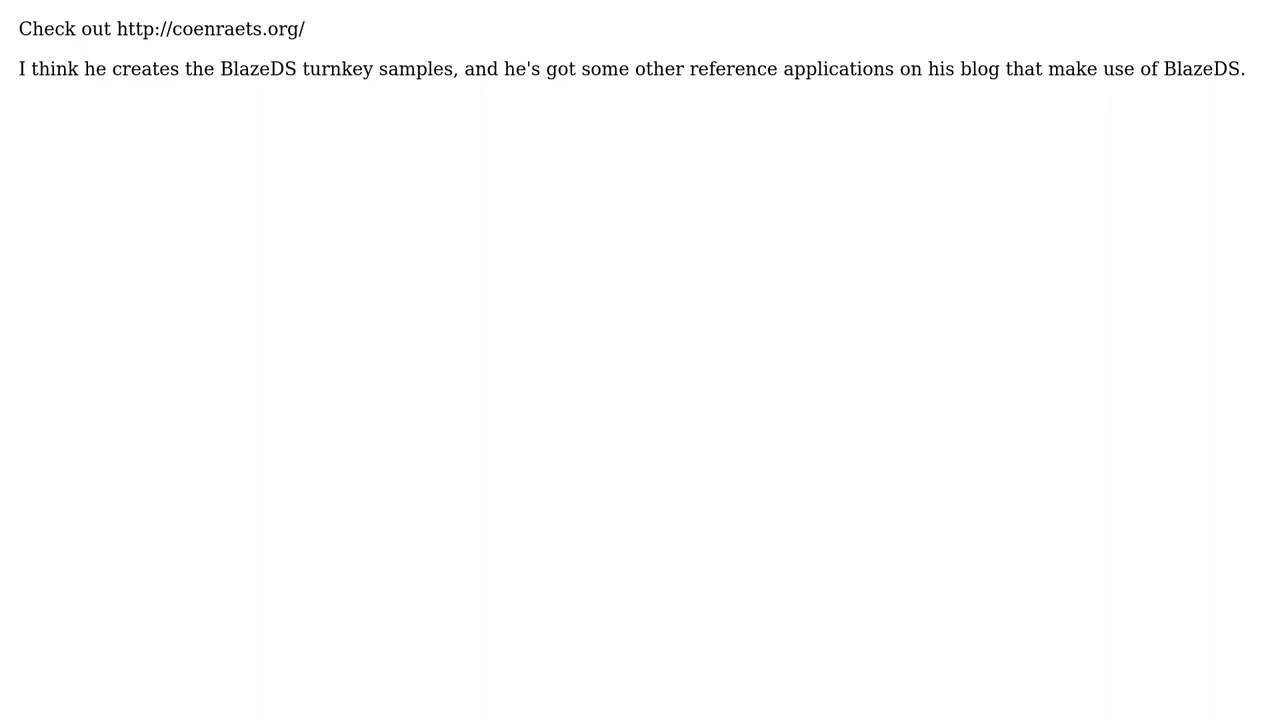 Check out http://coenraets.org/
I think he creates the BlazeDS turnkey samples, and he's got some other reference applications on his blog that make use of BlazeDS.